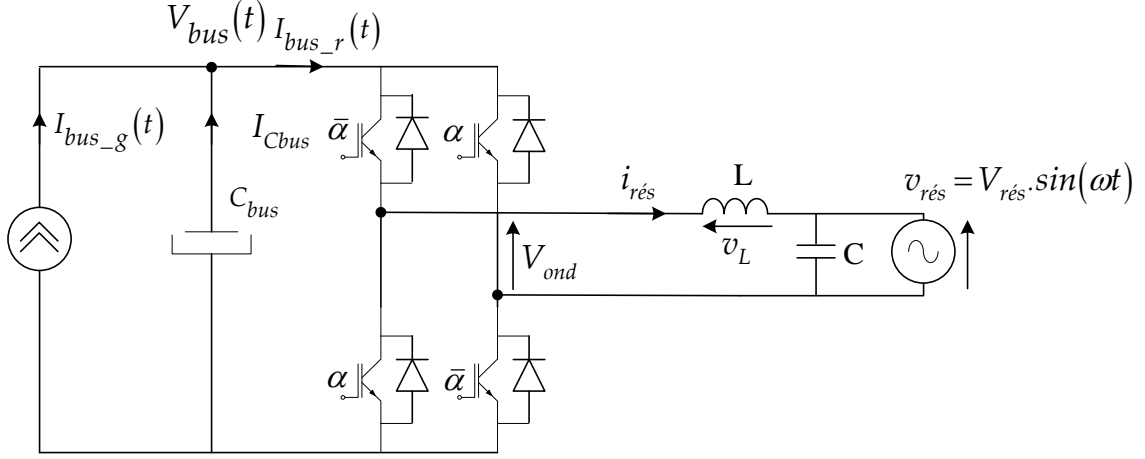 V_bus(t) I_bus_r(t)
I_bus_g(t)
I_Cbus
ᾱ
α
C_bus
i_rés
L
v_rés = V_rés.sin(ωt)
v_L
C
V_ond
α
ᾱ